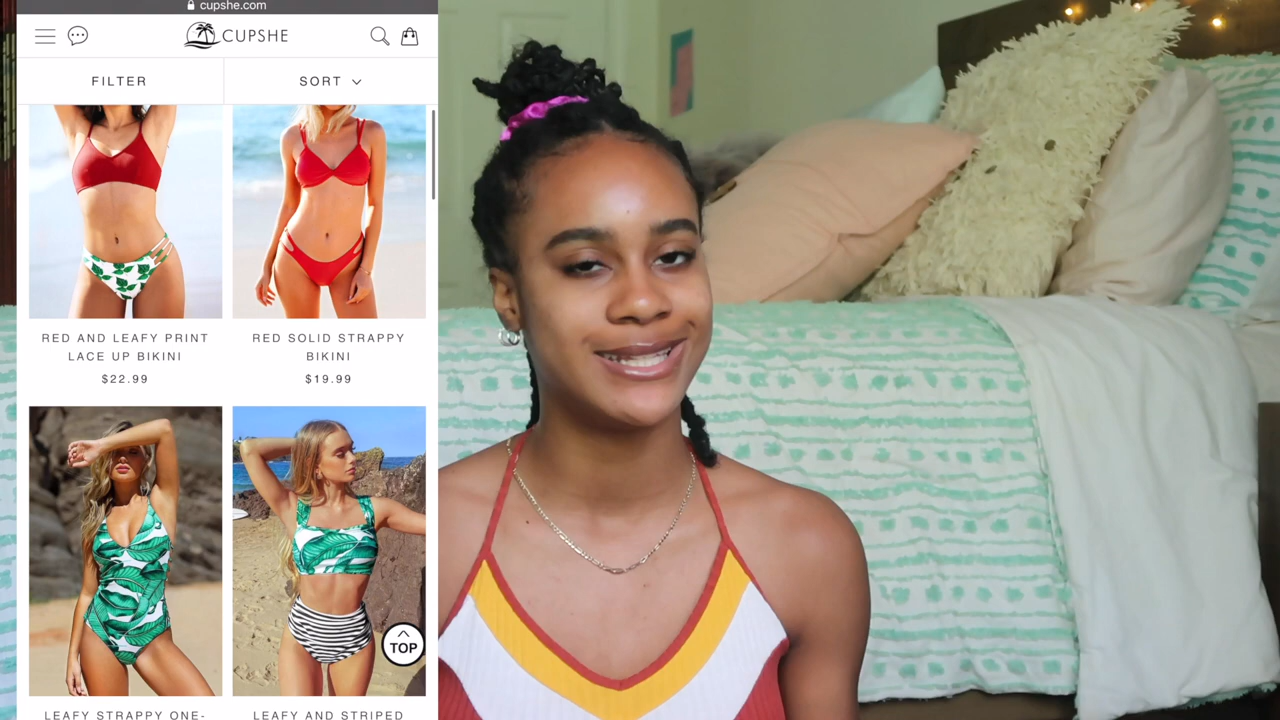 cupshe.com
CUPSHE
FILTER
SORT
RED AND LEAFY PRINT
LACE UP BIKINI
$22.99
RED SOLID STRAPPY
BIKINI
$19.99
TOP
LEAFY STRAPPY ONE-
LEAFY AND STRIPED